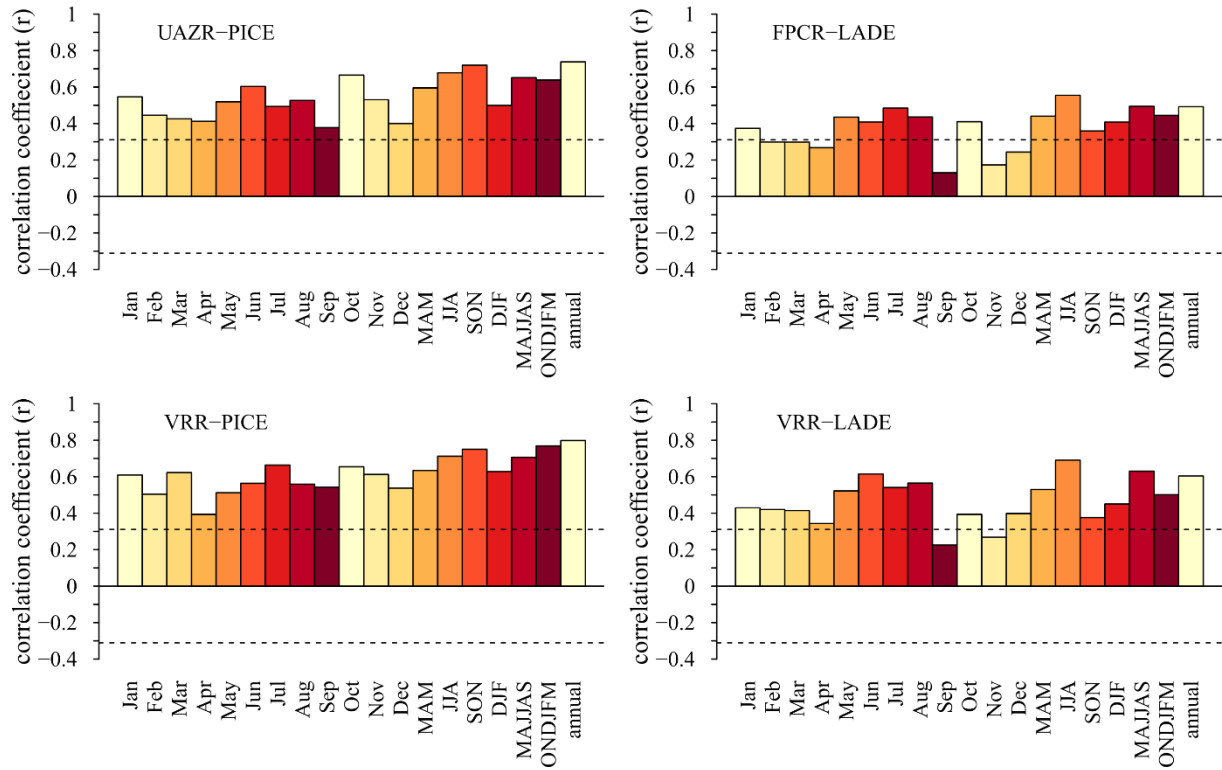 UAZR−PICE
correlation coeffiecient (r)
1
0.8
0.6
0.4
0.2
0
−0.2
−0.4
Jan
Feb
Mar
Apr
May
Jun
Jul
Aug
Sep
Oct
Nov
Dec
MAM
JJA
SON
DJF
MAJJAS
ONDJFM
annual
FPCR−LADE
correlation coeffiecient (r)
1
0.8
0.6
0.4
0.2
0
−0.2
−0.4
Jan
Feb
Mar
Apr
May
Jun
Jul
Aug
Sep
Oct
Nov
Dec
MAM
JJA
SON
DJF
MAJJAS
ONDJFM
annual
VRR−PICE
correlation coeffiecient (r)
1
0.8
0.6
0.4
0.2
0
−0.2
−0.4
Jan
Feb
Mar
Apr
May
Jun
Jul
Aug
Sep
Oct
Nov
Dec
MAM
JJA
SON
DJF
MAJJAS
ONDJFM
annual
VRR−LADE
correlation coeffiecient (r)
1
0.8
0.6
0.4
0.2
0
−0.2
−0.4
Jan
Feb
Mar
Apr
May
Jun
Jul
Aug
Sep
Oct
Nov
Dec
MAM
JJA
SON
DJF
MAJJAS
ONDJFM
annual